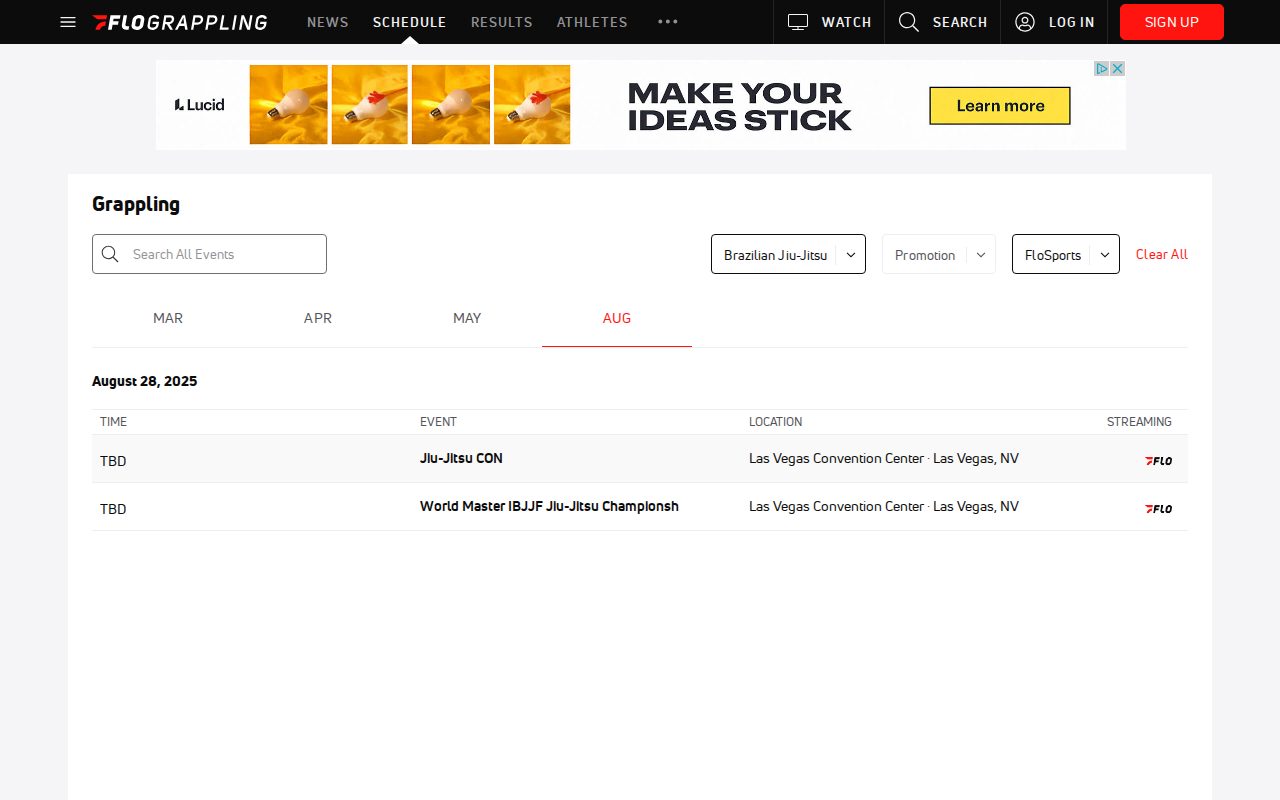 FLOGRAPPLING NEWS SCHEDULE RESULTS ATHLETES WATCH SEARCH LOG IN SIGN UP
Lucid MAKE YOUR IDEAS STICK Learn more
Grappling
Search All Events Brazilian Jiu-Jitsu Promotion FloSports Clear All
MAR APR MAY AUG
August 28, 2025
TIME EVENT LOCATION STREAMING
TBD Jiu-Jitsu CON Las Vegas Convention Center · Las Vegas, NV FLO
TBD World Master IBJJF Jiu-Jitsu Championsh Las Vegas Convention Center · Las Vegas, NV FLO